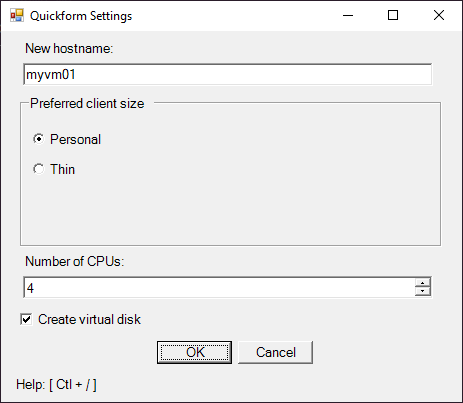 Quickform Settings
New hostname:
myvm01
Preferred client size
Personal
Thin
Number of CPUs:
4
Create virtual disk
OK Cancel
Help: [ Ctl + / ]